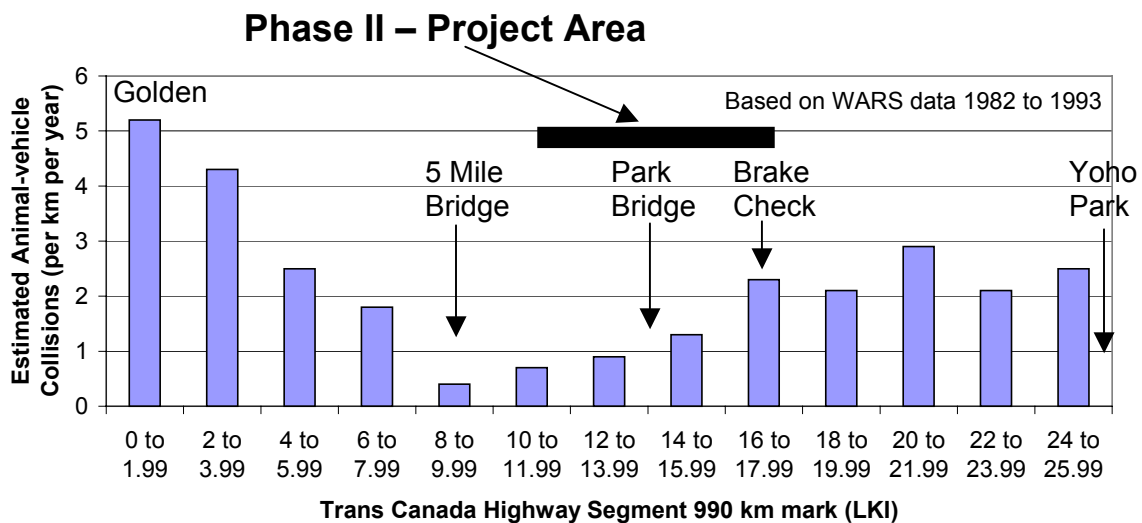 Phase II – Project Area
Estimated Animal-vehicle
Collisions (per km per year)
6
5
4
3
2
1
0
Golden
Based on WARS data 1982 to 1993
5 Mile
Bridge
Park
Bridge
Brake
Check
Yoho
Park
0 to
1.99
2 to
3.99
4 to
5.99
6 to
7.99
8 to
9.99
10 to
11.99
12 to
13.99
14 to
15.99
16 to
17.99
18 to
19.99
20 to
21.99
22 to
23.99
24 to
25.99
Trans Canada Highway Segment 990 km mark (LKI)